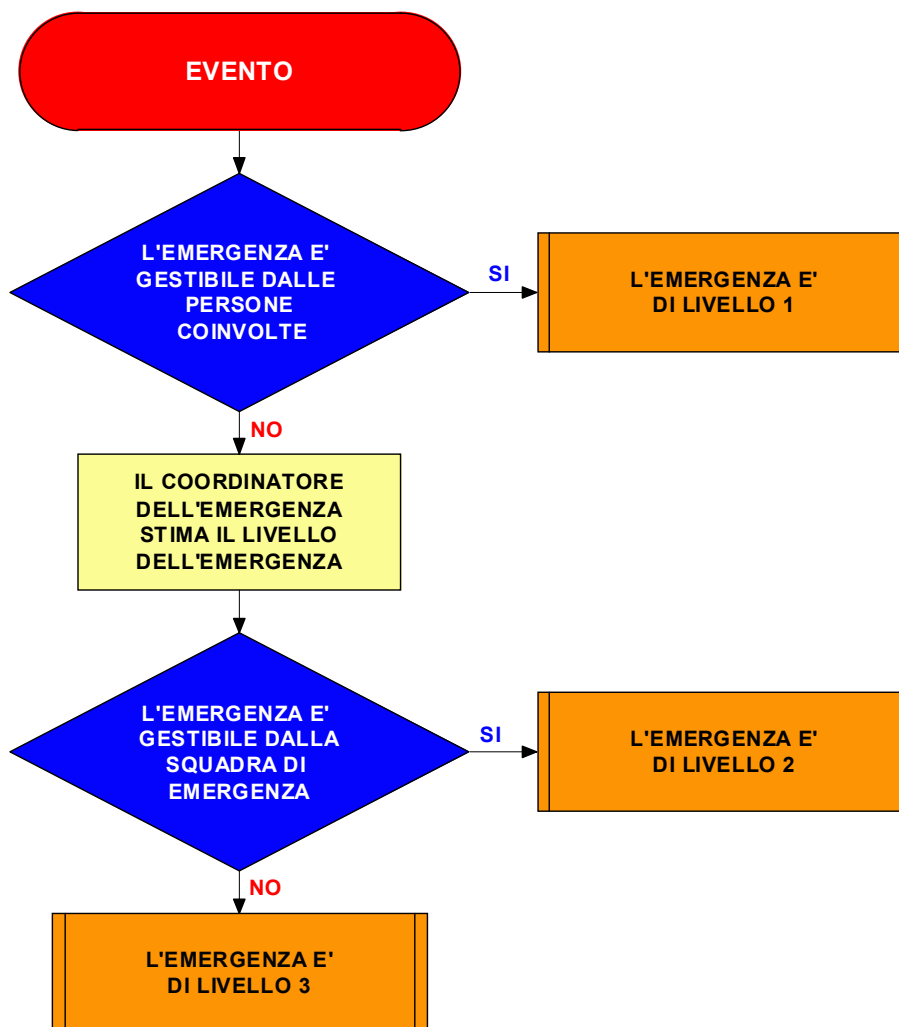 EVENTO
L'EMERGENZA E'
GESTIBILE DALLE
PERSONE
COINVOLTE
SI
L'EMERGENZA E'
DI LIVELLO 1
NO
IL COORDINATORE
DELL'EMERGENZA
STIMA IL LIVELLO
DELL'EMERGENZA
L'EMERGENZA E'
GESTIBILE DALLA
SQUADRA DI
EMERGENZA
SI
L'EMERGENZA E'
DI LIVELLO 2
NO
L'EMERGENZA E'
DI LIVELLO 3